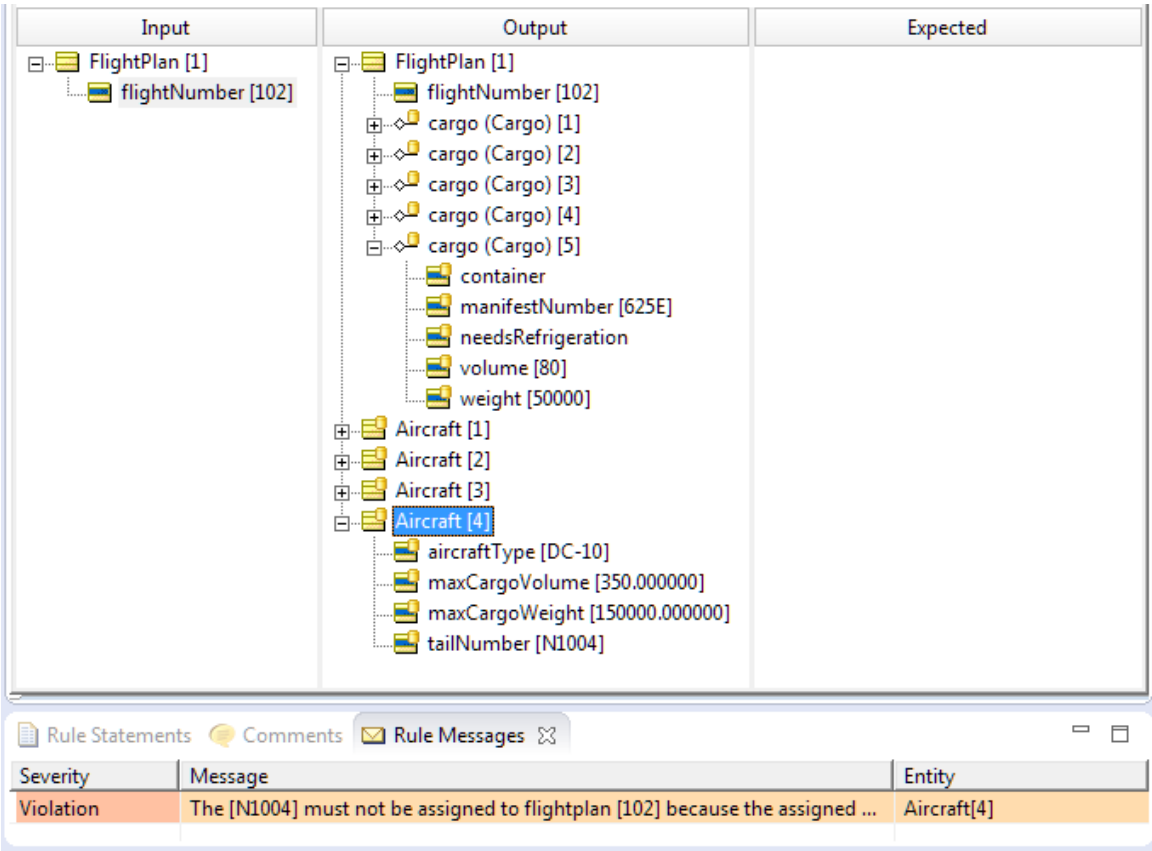 Input Output Expected
FlightPlan [1] FlightPlan [1]
flightNumber [102] flightNumber [102]
cargo (Cargo) [1]
cargo (Cargo) [2]
cargo (Cargo) [3]
cargo (Cargo) [4]
cargo (Cargo) [5]
container
manifestNumber [625E]
needsRefrigeration
volume [80]
weight [50000]
Aircraft [1]
Aircraft [2]
Aircraft [3]
Aircraft [4]
aircraftType [DC-10]
maxCargoVolume [350.000000]
maxCargoWeight [150000.000000]
tailNumber [N1004]
Rule Statements Comments Rule Messages
Severity Message Entity
Violation The [N1004] must not be assigned to flightplan [102] because the assigned ... Aircraft[4]